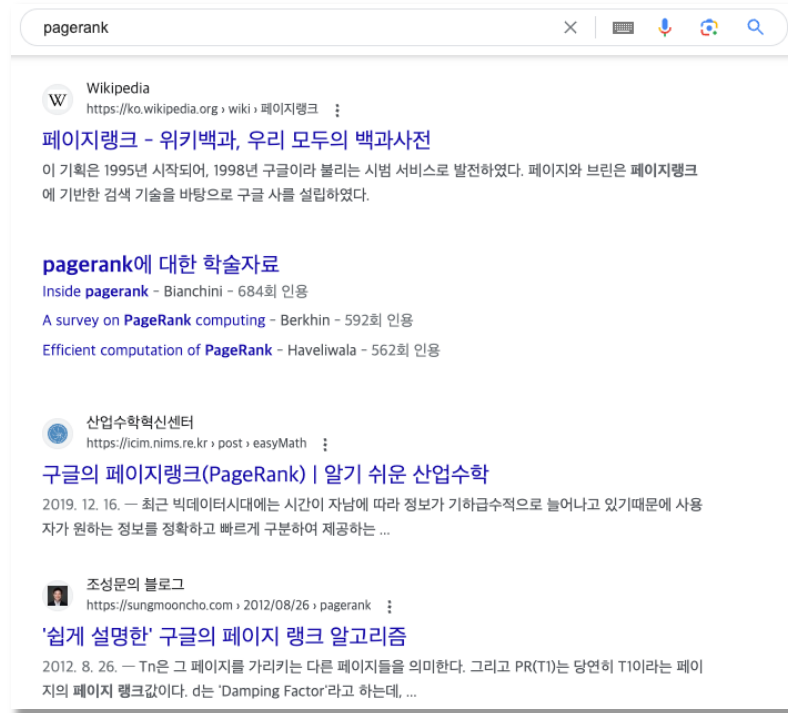 pagerank
W
Wikipedia
https://ko.wikipedia.org › wiki › 페이지랭크
페이지랭크 - 위키백과, 우리 모두의 백과사전
이 기획은 1995년 시작되어, 1998년 구글이라 불리는 시범 서비스로 발전하였다. 페이지와 브린은 페이지랭크
에 기반한 검색 기술을 바탕으로 구글 사를 설립하였다.
pagerank에 대한 학술자료
Inside pagerank - Bianchini - 684회 인용
A survey on PageRank computing - Berkhin - 592회 인용
Efficient computation of PageRank - Haveliwala - 562회 인용
산업수학혁신센터
https://icim.nims.re.kr › post › easyMath
구글의 페이지랭크(PageRank) | 알기 쉬운 산업수학
2019. 12. 16. — 최근 빅데이터시대에는 시간이 자남에 따라 정보가 기하급수적으로 늘어나고 있기때문에 사용
자가 원하는 정보를 정확하고 빠르게 구분하여 제공하는 ...
조성문의 블로그
https://sungmooncho.com › 2012/08/26 › pagerank
'쉽게 설명한' 구글의 페이지 랭크 알고리즘
2012. 8. 26. — Tn은 그 페이지를 가리키는 다른 페이지들을 의미한다. 그리고 PR(T1)는 당연히 T1이라는 페이
지의 페이지 랭크값이다. d는 'Damping Factor'라고 하는데, ...